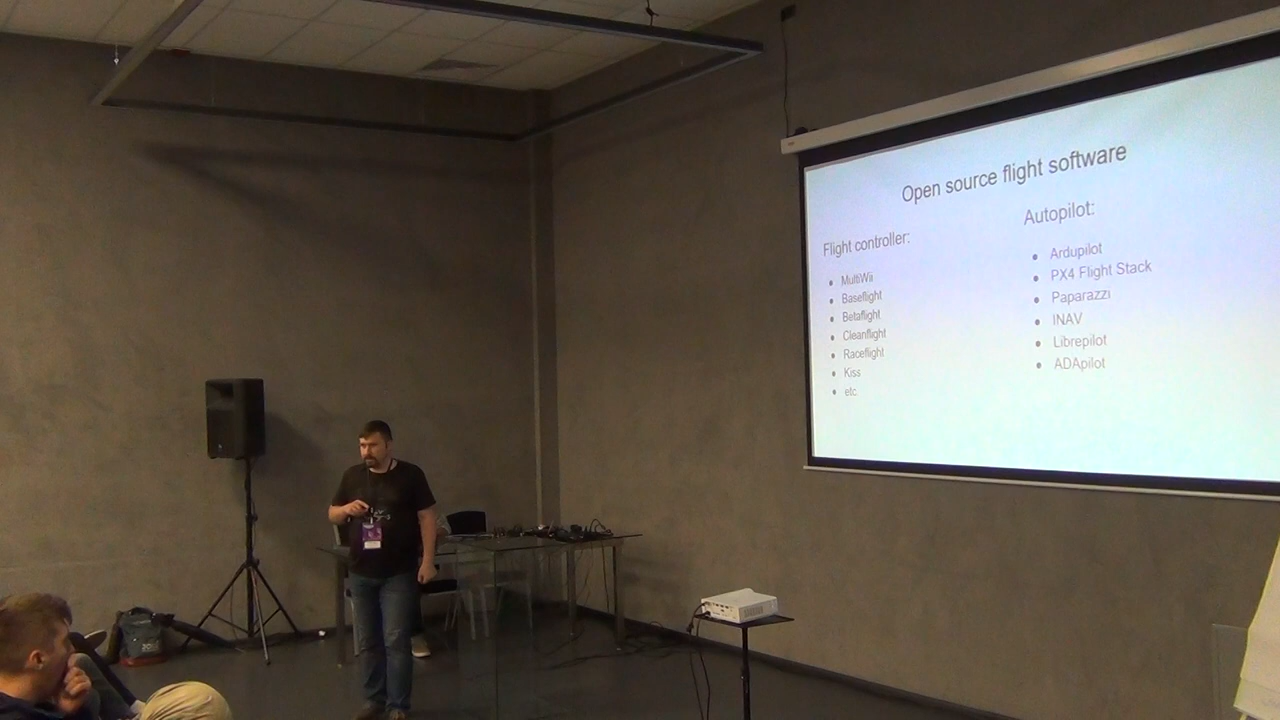 Open source flight software
Flight controller:
MultiWii
Baseflight
Betaflight
Cleanflight
Raceflight
Kiss
etc
Autopilot:
Ardupilot
PX4 Flight Stack
Paparazzi
INAV
Librepilot
ADApilot